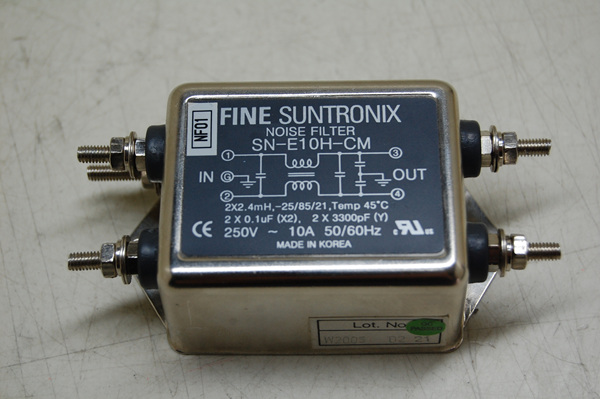 NF01
FINE SUNTRONIX
NOISE FILTER
SN-E10H-CM
1 3
IN G OUT
2 4
2X2.4mH,-25/85/21,Temp 45°C
2 X 0.1uF (X2), 2 X 3300pF (Y)
CE 250V ~ 10A 50/60Hz RU
MADE IN KOREA
Lot. No